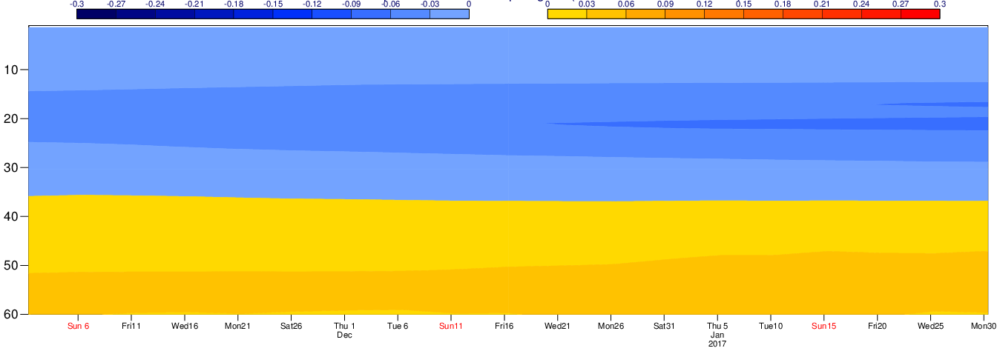 -0.3 -0.27 -0.24 -0.21 -0.18 -0.15 -0.12 -0.09 -0.06 -0.03 0
0 0.03 0.06 0.09 0.12 0.15 0.18 0.21 0.24 0.27 0.3
10
20
30
40
50
60
Sun 6 Fri11 Wed16 Mon21 Sat26 Thu 1 Tue 6 Sun11 Fri16 Wed21 Mon26 Sat31 Thu 5 Tue10 Sun15 Fri20 Wed25 Mon30
Dec Jan
2017